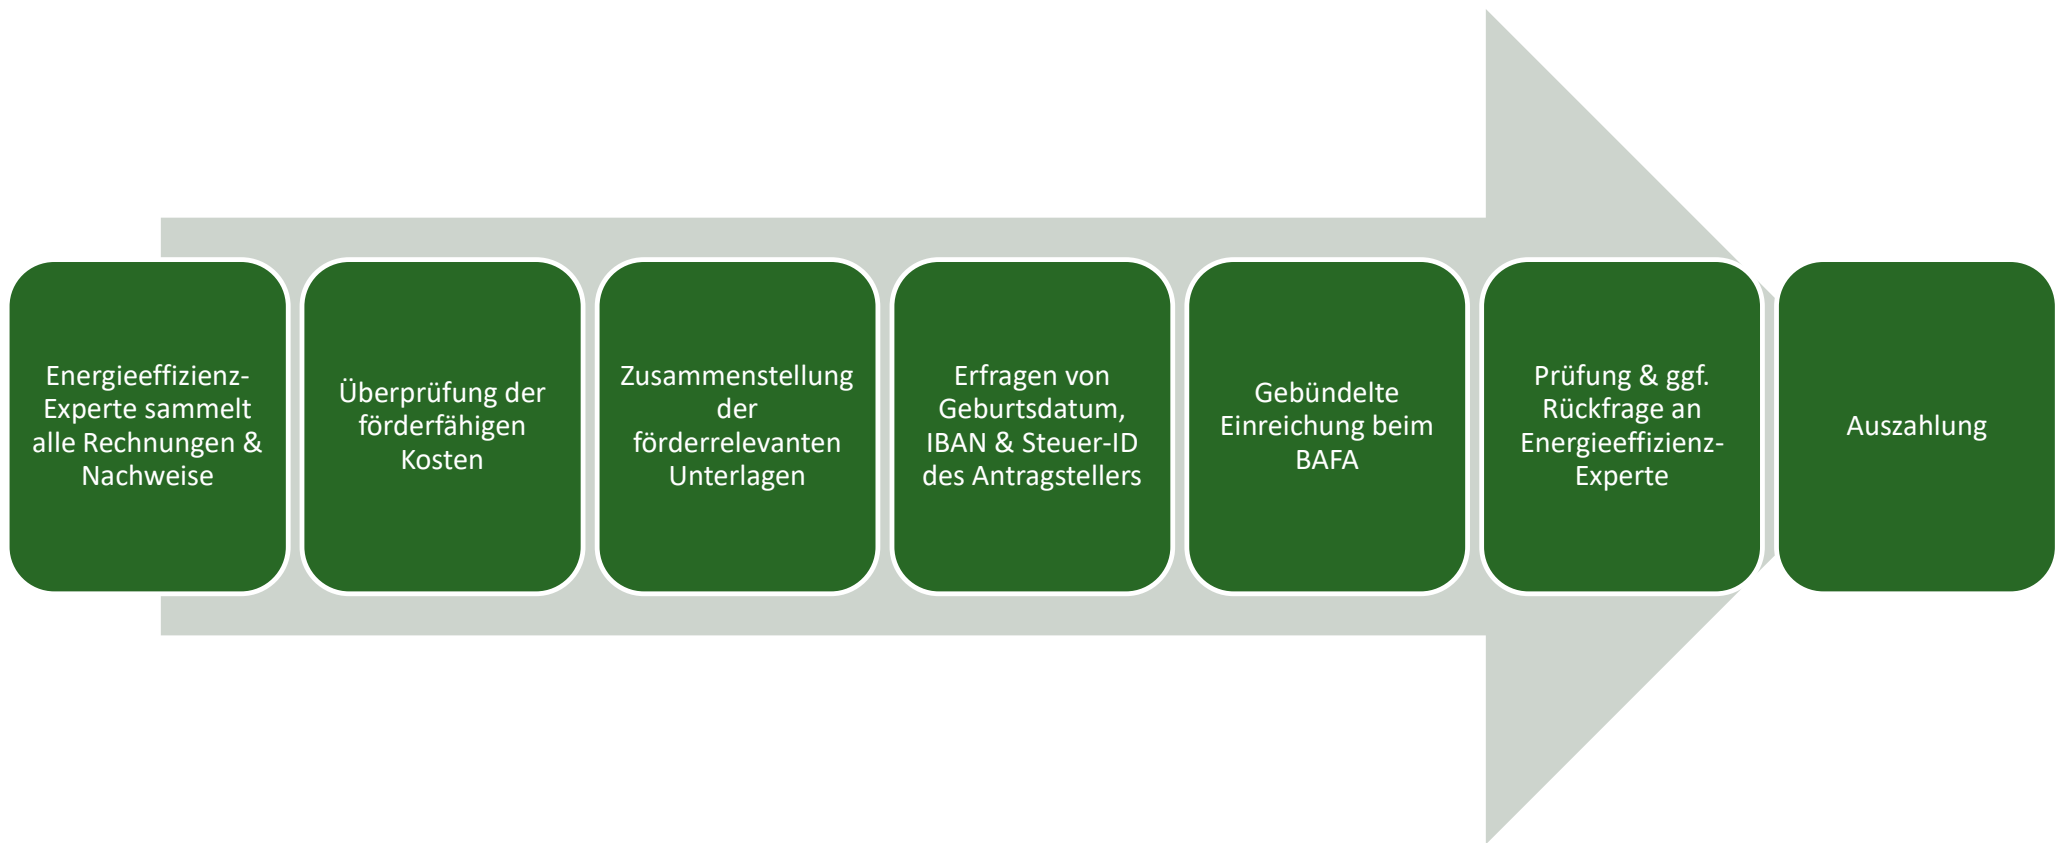 Energieeffizienz-
Experte sammelt
alle Rechnungen &
Nachweise
Überprüfung der
förderfähigen
Kosten
Zusammenstellung
der
förderrelevanten
Unterlagen
Erfragen von
Geburtsdatum,
IBAN & Steuer-ID
des Antragstellers
Gebündelte
Einreichung beim
BAFA
Prüfung & ggf.
Rückfrage an
Energieeffizienz-
Experte
Auszahlung